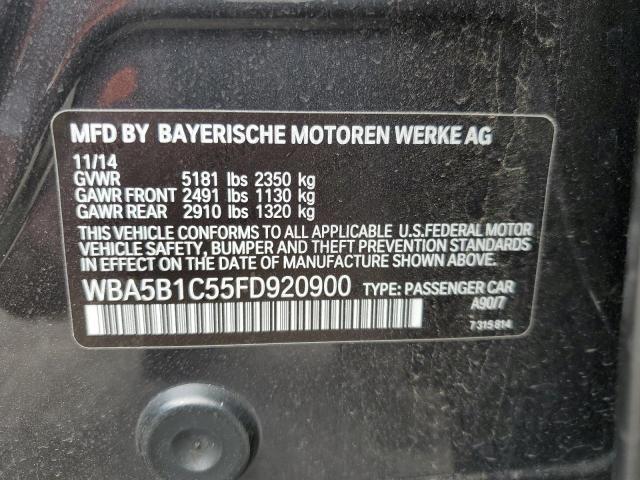 MFD BY BAYERISCHE MOTOREN WERKE AG
11/14
GVWR 5181 lbs 2350 kg
GAWR FRONT 2491 lbs 1130 kg
GAWR REAR 2910 lbs 1320 kg
THIS VEHICLE CONFORMS TO ALL APPLICABLE U.S.FEDERAL MOTOR
VEHICLE SAFETY, BUMPER AND THEFT PREVENTION STANDARDS
IN EFFECT ON THE DATE OF MANUFACTURE SHOWN ABOVE.
WBA5B1C55FD920900 TYPE: PASSENGER CAR
A90/7
7315814